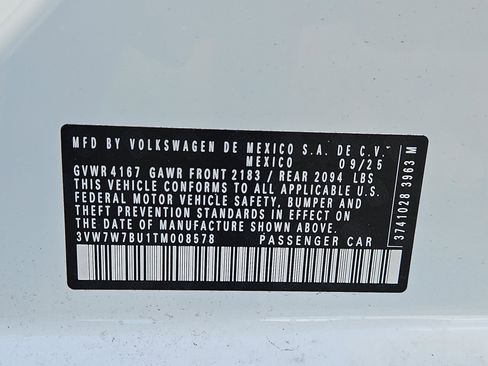 MFD BY VOLKSWAGEN DE MEXICO S.A. DE C.V.
MEXICO 09/25
GVWR 4167 GAWR FRONT 2183 / REAR 2094 LBS
THIS VEHICLE CONFORMS TO ALL APPLICABLE U.S.
FEDERAL MOTOR VEHICLE SAFETY, BUMPER AND
THEFT PREVENTION STANDARDS IN EFFECT ON
THE DATE OF MANUFACTURE SHOWN ABOVE.
3VW7W7BU1TM008578 PASSENGER CAR
3741028 3963 M